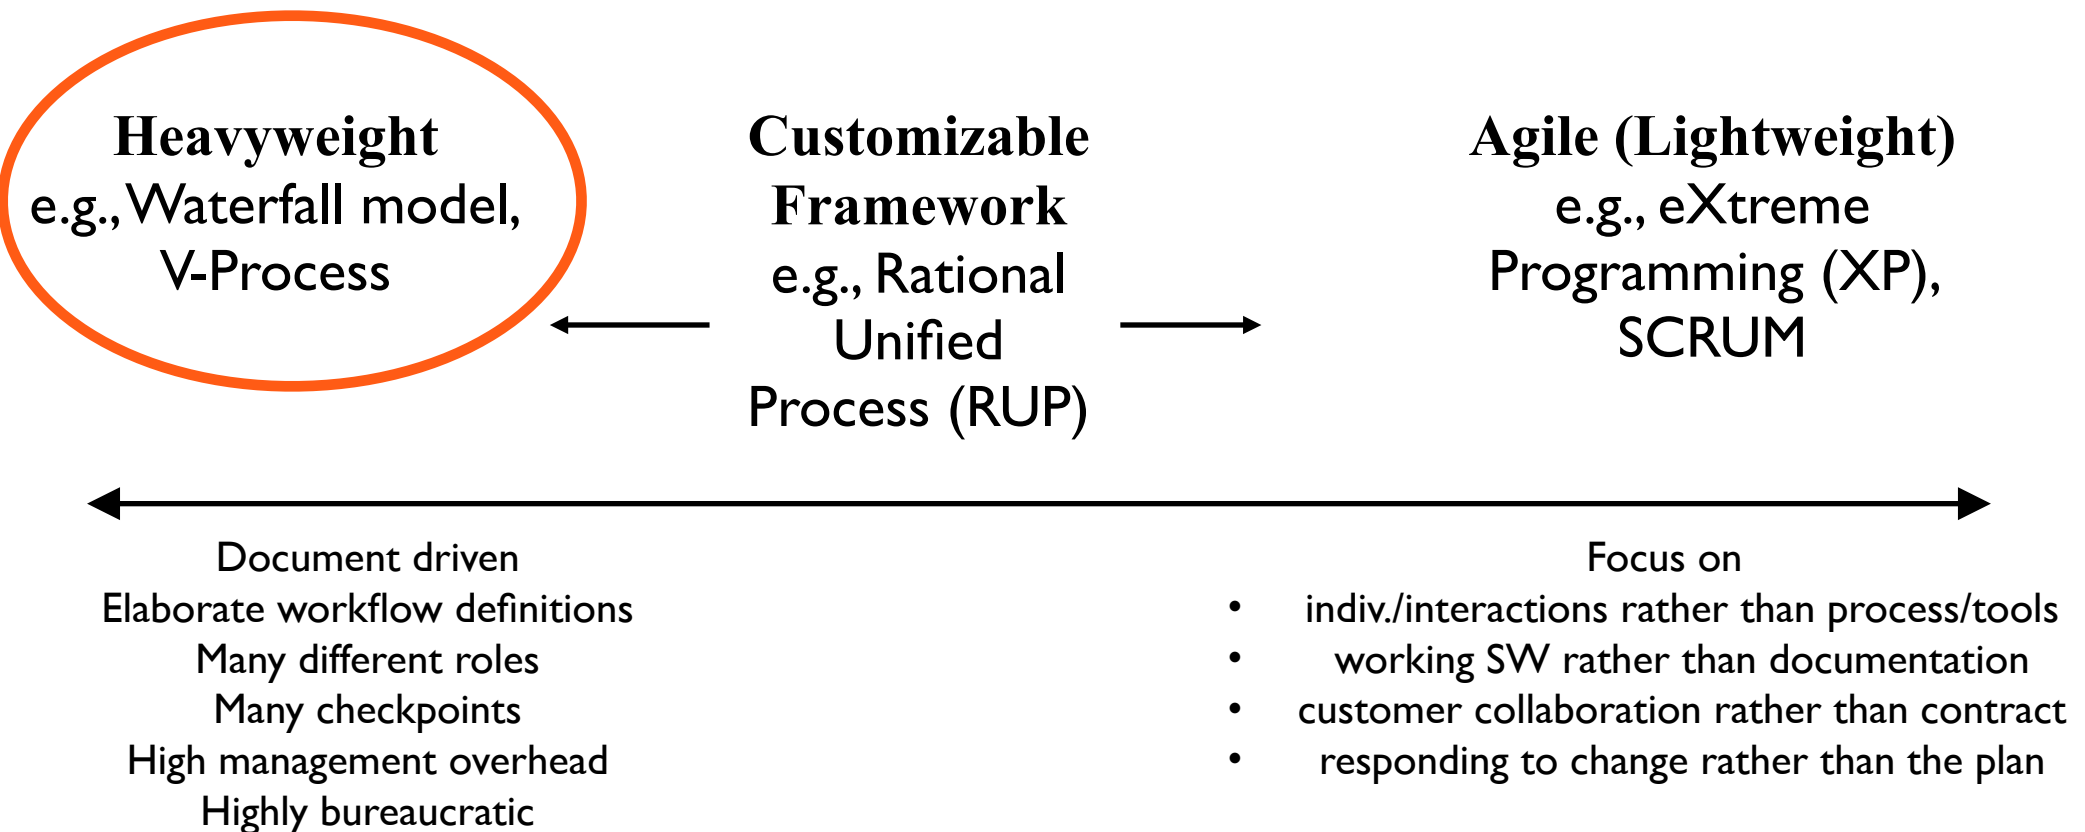 Heavyweight
e.g., Waterfall model,
V-Process
Customizable
Framework
e.g., Rational
Unified
Process (RUP)
Agile (Lightweight)
e.g., eXtreme
Programming (XP),
SCRUM
Document driven
Elaborate workflow definitions
Many different roles
Many checkpoints
High management overhead
Highly bureaucratic
Focus on
• indiv./interactions rather than process/tools
• working SW rather than documentation
• customer collaboration rather than contract
• responding to change rather than the plan